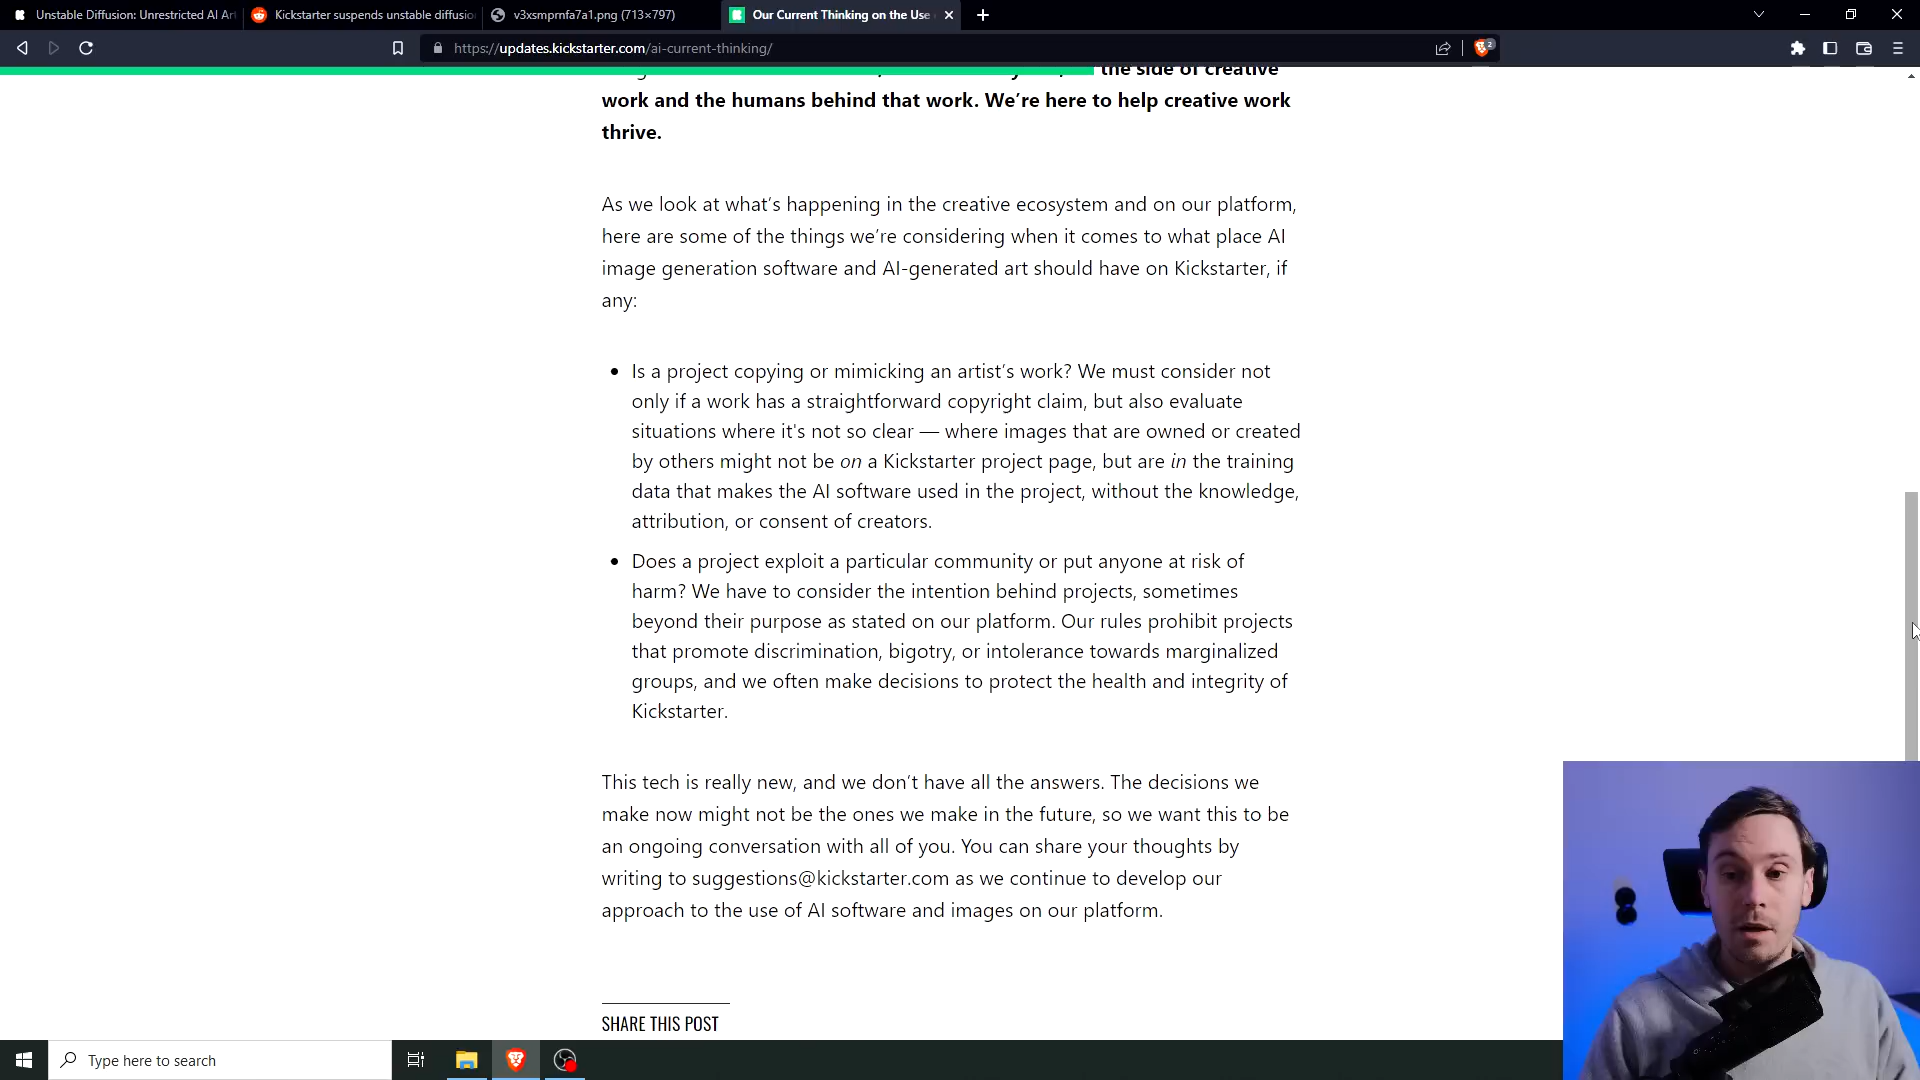 Unstable Diffusion: Unrestricted AI Ar
Kickstarter suspends unstable diffusio
v3xsmprnfa7a1.png (713×797)
Our Current Thinking on the Use
https://updates.kickstarter.com/ai-current-thinking/
2
the side of creative
work and the humans behind that work. We’re here to help creative work
thrive.
As we look at what’s happening in the creative ecosystem and on our platform,
here are some of the things we’re considering when it comes to what place AI
image generation software and AI-generated art should have on Kickstarter, if
any:
• Is a project copying or mimicking an artist’s work? We must consider not
only if a work has a straightforward copyright claim, but also evaluate
situations where it's not so clear — where images that are owned or created
by others might not be on a Kickstarter project page, but are in the training
data that makes the AI software used in the project, without the knowledge,
attribution, or consent of creators.
• Does a project exploit a particular community or put anyone at risk of
harm? We have to consider the intention behind projects, sometimes
beyond their purpose as stated on our platform. Our rules prohibit projects
that promote discrimination, bigotry, or intolerance towards marginalized
groups, and we often make decisions to protect the health and integrity of
Kickstarter.
This tech is really new, and we don’t have all the answers. The decisions we
make now might not be the ones we make in the future, so we want this to be
an ongoing conversation with all of you. You can share your thoughts by
writing to suggestions@kickstarter.com as we continue to develop our
approach to the use of AI software and images on our platform.
SHARE THIS POST
Type here to search